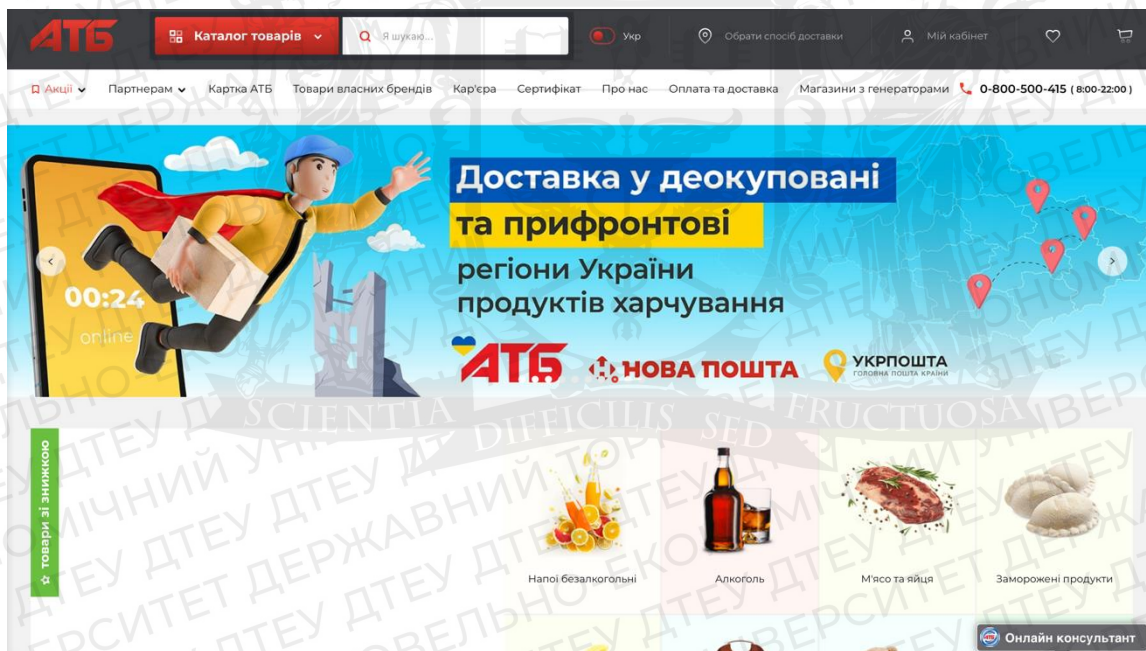 АТБ
Каталог товарів
Я шукаю...
Укр
Обрати спосіб доставки
Мій кабінет
Акції
Партнерам
Картка АТБ
Товари власних брендів
Кар'єра
Сертифікат
Про нас
Оплата та доставка
Магазини з генераторами
0-800-500-415 ( 8:00-22:00 )
Доставка у деокуповані
та прифронтові
регіони України
продуктів харчування
00:24
online
АТБ
НОВА ПОШТА
УКРПОШТА
ГОЛОВНА ПОШТА КРАЇНИ
SCIENTIA DIFFICILIS SED FRUCTUOSA
товари зі знижкою
Напої безалкогольні
Алкоголь
М'ясо та яйця
Заморожені продукти
Онлайн консультант